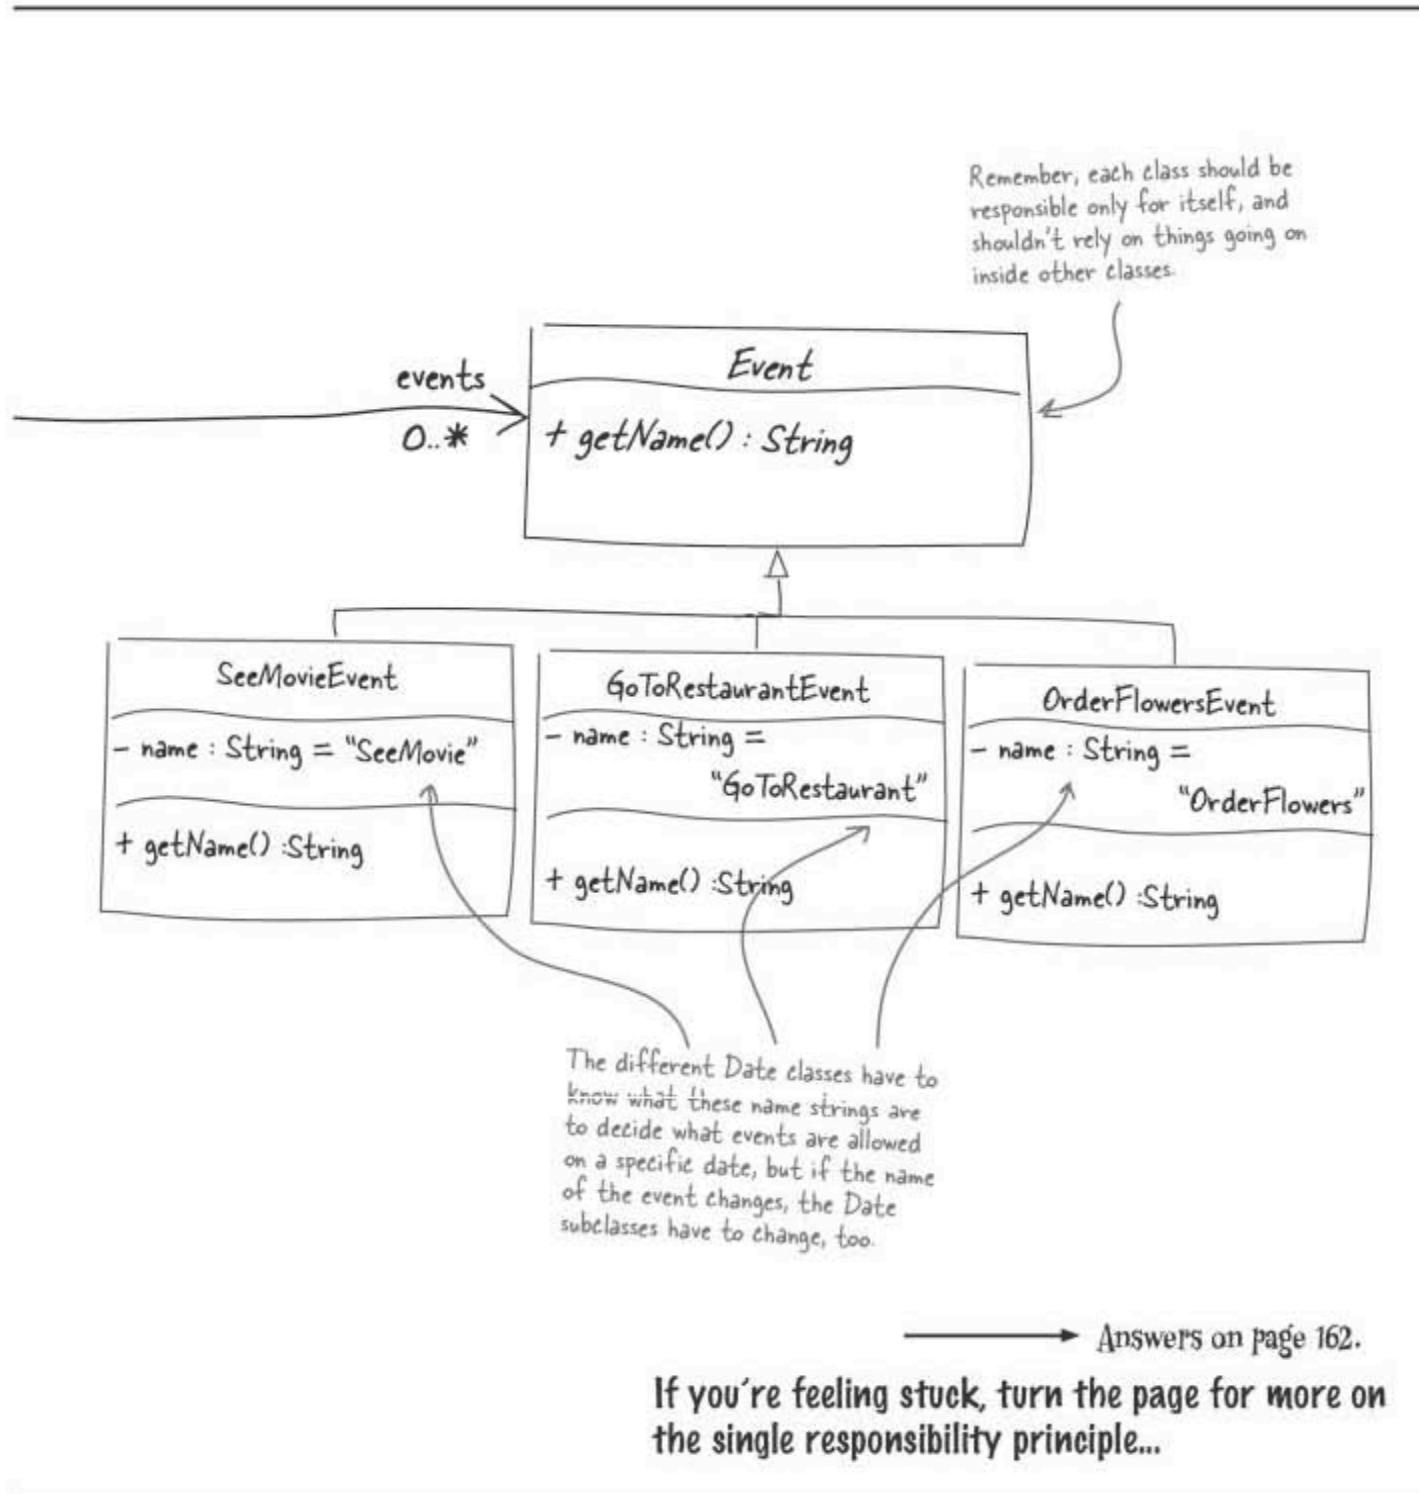 Remember, each class should be
responsible only for itself, and
shouldn't rely on things going on
inside other classes.
Event
events
0..*
+ getName() : String
SeeMovieEvent
- name : String = "SeeMovie"
+ getName() :String
GoToRestaurantEvent
- name : String =
"GoToRestaurant"
+ getName() :String
OrderFlowersEvent
- name : String =
"OrderFlowers"
+ getName() :String
The different Date classes have to
know what these name strings are
to decide what events are allowed
on a specific date, but if the name
of the event changes, the Date
subclasses have to change, too.
Answers on page 162.
If you're feeling stuck, turn the page for more on
the single responsibility principle...